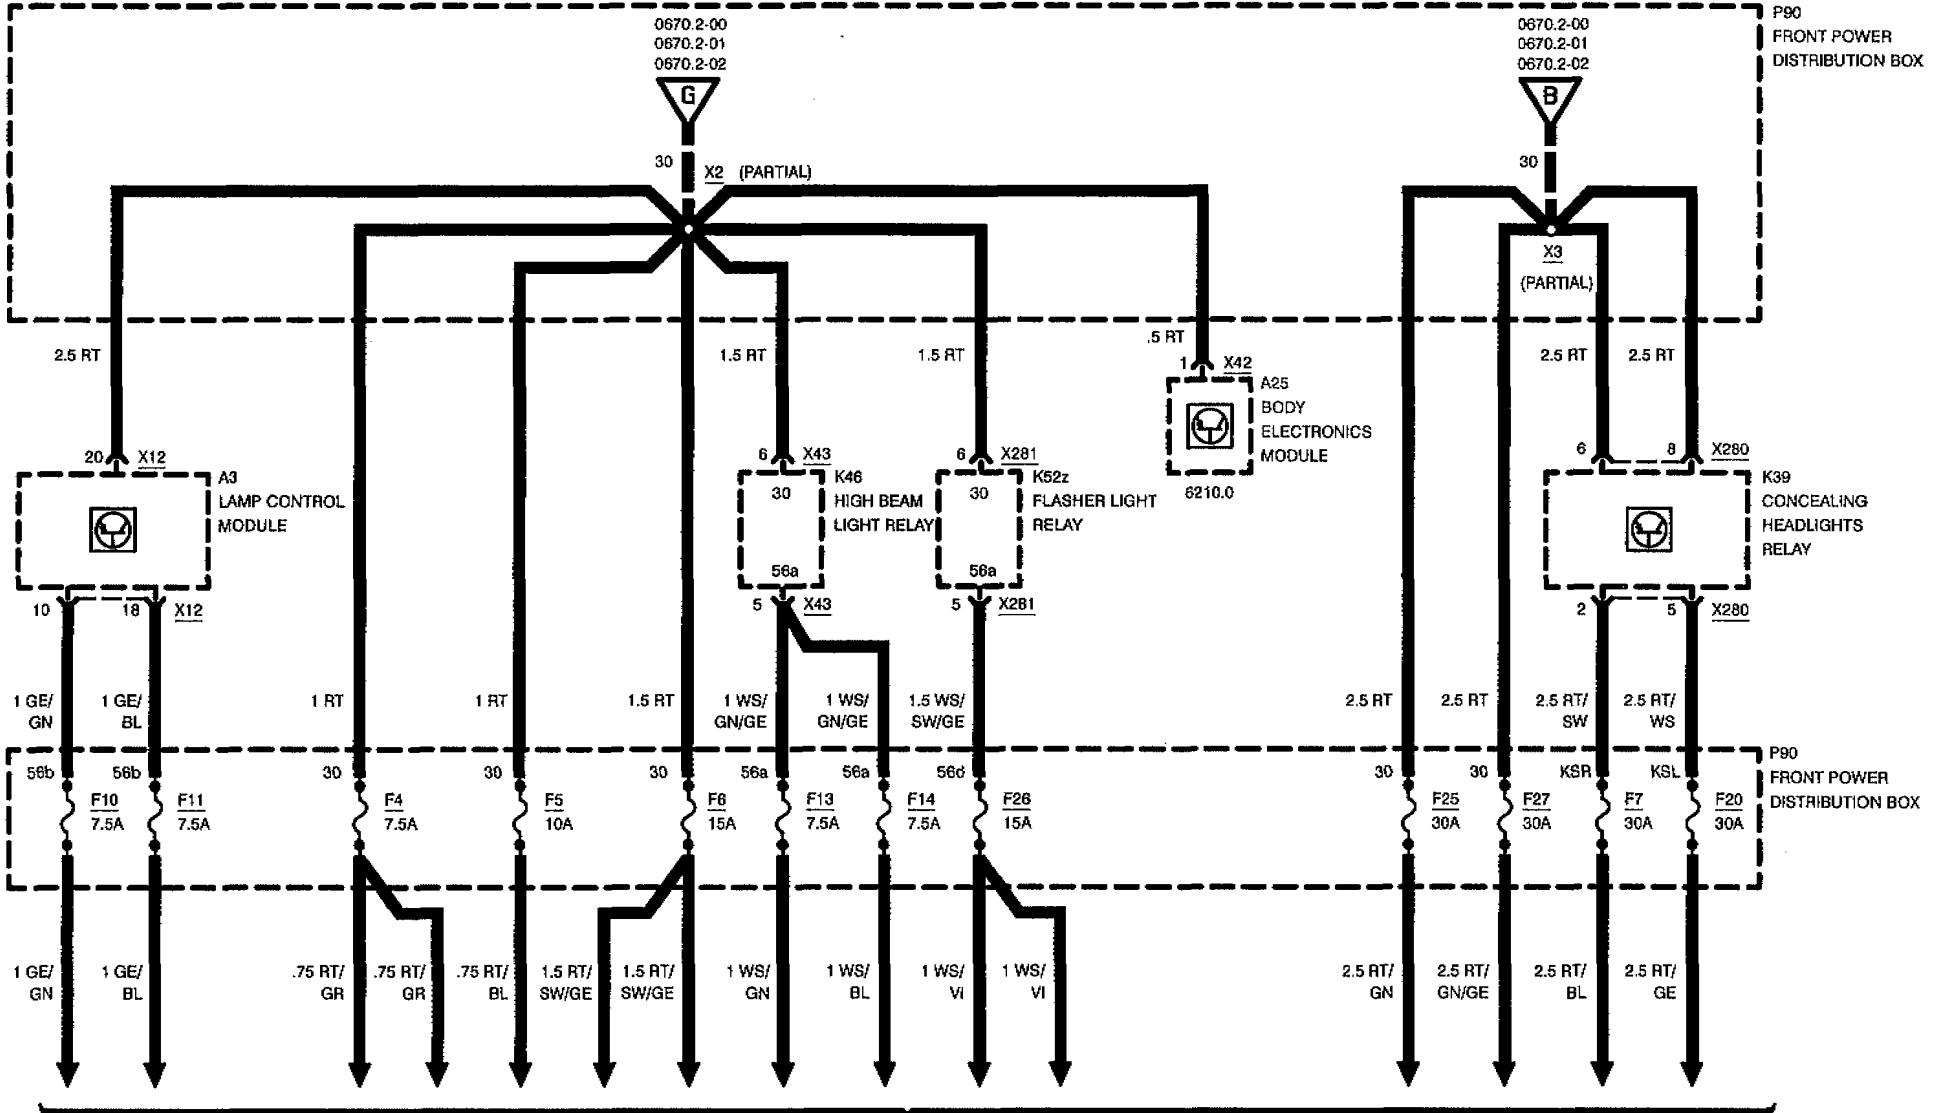 P90
FRONT POWER
DISTRIBUTION BOX
0670.2-00
0670.2-01
0670.2-02
G
30
X2 (PARTIAL)
0670.2-00
0670.2-01
0670.2-02
B
30
X3
(PARTIAL)
2.5 RT
1.5 RT
1.5 RT
.5 RT
2.5 RT
2.5 RT
1 X42
A25
BODY
ELECTRONICS
MODULE
6210.0
20 X12
A3
LAMP CONTROL
MODULE
10 18 X12
6 X43
30
K46
HIGH BEAM
LIGHT RELAY
56a
5 X43
6 X281
30
K52z
FLASHER LIGHT
RELAY
56a
5 X281
6 8 X280
K39
CONCEALING
HEADLIGHTS
RELAY
2 5 X280
1 GE/
GN
1 GE/
BL
1 RT
1 RT
1.5 RT
1 WS/
GN/GE
1 WS/
GN/GE
1.5 WS/
SW/GE
2.5 RT
2.5 RT
2.5 RT/
SW
2.5 RT/
WS
P90
FRONT POWER
DISTRIBUTION BOX
56b
F10
7.5A
56b
F11
7.5A
30
F4
7.5A
30
F5
10A
30
F6
15A
56a
F13
7.5A
56a
F14
7.5A
56d
F26
15A
30
F25
30A
30
F27
30A
KSR
F7
30A
KSL
F20
30A
1 GE/
GN
1 GE/
BL
.75 RT/
GR
.75 RT/
GR
.75 RT/
BL
1.5 RT/
SW/GE
1.5 RT/
SW/GE
1 WS/
GN
1 WS/
BL
1 WS/
VI
1 WS/
VI
2.5 RT/
GN
2.5 RT/
GN/GE
2.5 RT/
BL
2.5 RT/
GE